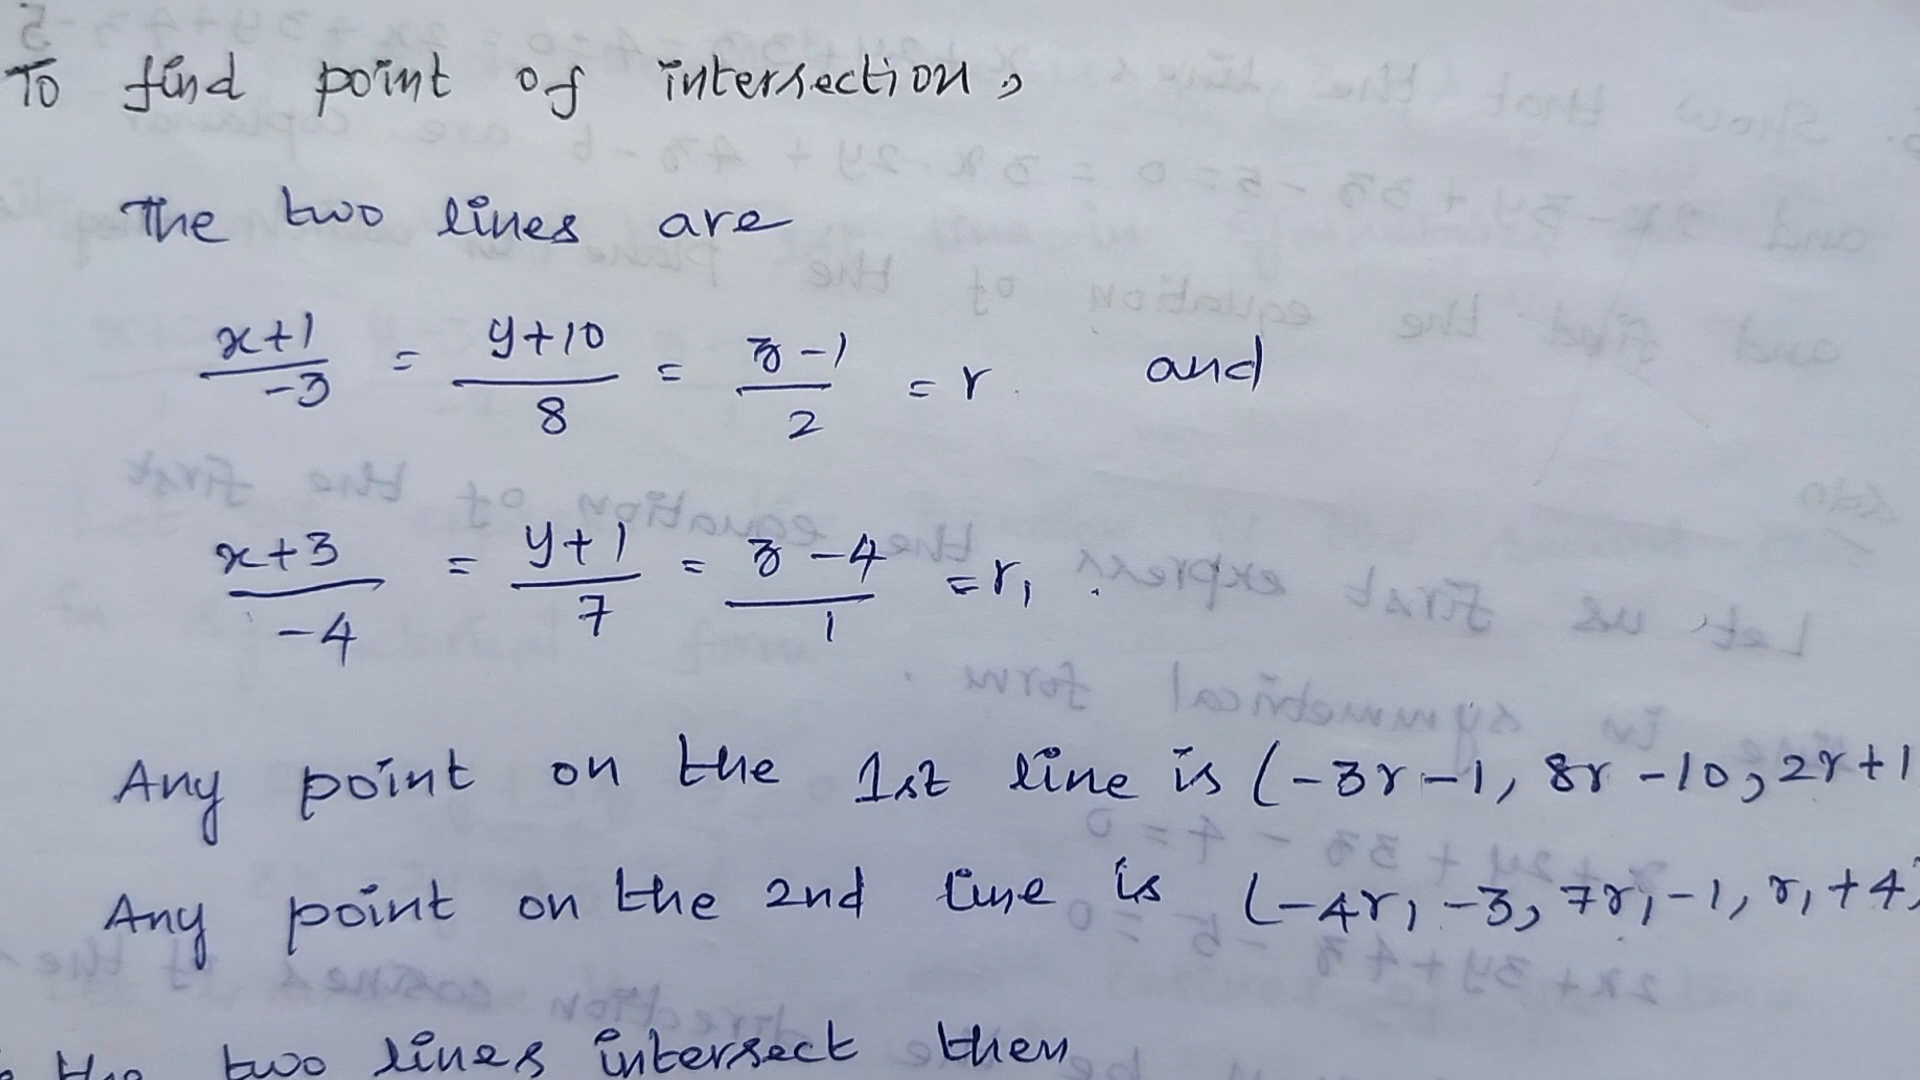 To find point of intersection,
The two lines are
x+1/-3 = y+10/8 = z-1/2 = r and
x+3/-4 = y+1/7 = z-4/1 = r₁.
Any point on the 1st line is (-3r-1, 8r-10, 2r+1
Any point on the 2nd line is (-4r₁-3, 7r₁-1, r₁+4)
the two lines intersect then